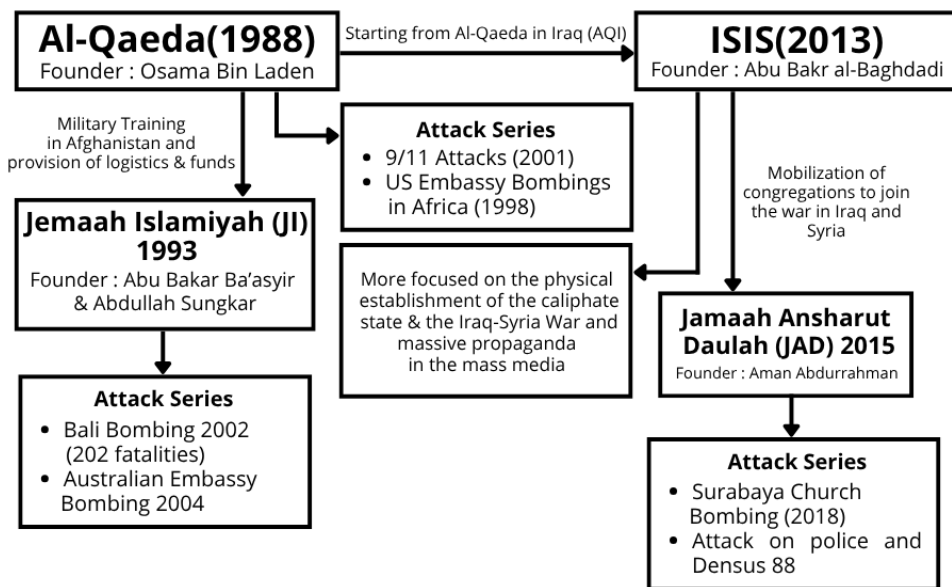 Al-Qaeda(1988)
Founder : Osama Bin Laden
Starting from Al-Qaeda in Iraq (AQI)
ISIS(2013)
Founder : Abu Bakr al-Baghdadi
Military Training
in Afghanistan and
provision of logistics & funds
Attack Series
• 9/11 Attacks (2001)
• US Embassy Bombings
in Africa (1998)
Mobilization of
congregations to join
the war in Iraq and
Syria
Jemaah Islamiyah (JI)
1993
Founder : Abu Bakar Ba’asyir
& Abdullah Sungkar
More focused on the physical
establishment of the caliphate
state & the Iraq-Syria War and
massive propaganda
in the mass media
Jamaah Ansharut
Daulah (JAD) 2015
Founder : Aman Abdurrahman
Attack Series
• Bali Bombing 2002
(202 fatalities)
• Australian Embassy
Bombing 2004
Attack Series
• Surabaya Church
Bombing (2018)
• Attack on police and
Densus 88